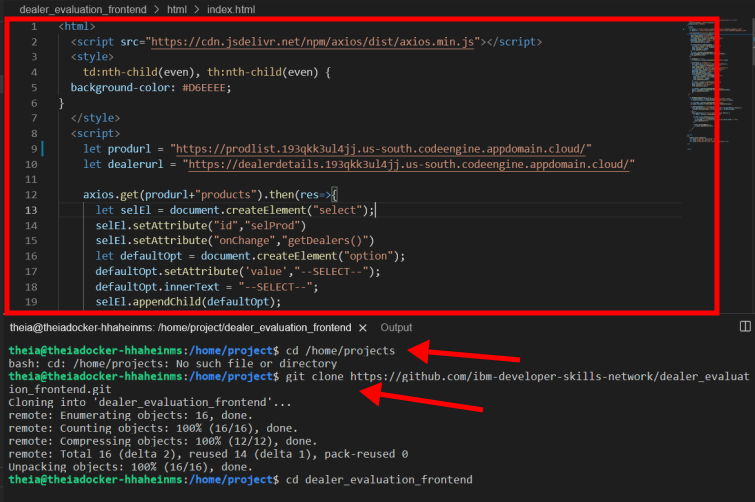 dealer_evaluation_frontend > html > index.html
1 <html>
2 <script src="https://cdn.jsdelivr.net/npm/axios/dist/axios.min.js"></script>
3 <style>
4 td:nth-child(even), th:nth-child(even) {
5 background-color: #D6EEEE;
6 }
7 </style>
8 <script>
9 let produrl = "https://prodlist.193qkk3ul4jj.us-south.codeengine.appdomain.cloud/"
10 let dealerurl = "https://dealerdetails.193qkk3ul4jj.us-south.codeengine.appdomain.cloud/"
11
12 axios.get(produrl+"products").then(res=>{
13 let selEl = document.createElement("select");
14 selEl.setAttribute("id","selProd")
15 selEl.setAttribute("onChange","getDealers()")
16 let defaultOpt = document.createElement("option");
17 defaultOpt.setAttribute('value',"--SELECT--");
18 defaultOpt.innerText = "--SELECT--";
19 selEl.appendChild(defaultOpt);
theia@theiadocker-hhaheinms: /home/project/dealer_evaluation_frontend × Output
theia@theiadocker-hhaheinms:/home/project$ cd /home/projects
bash: cd: /home/projects: No such file or directory
theia@theiadocker-hhaheinms:/home/project$ git clone https://github.com/ibm-developer-skills-network/dealer_evaluat
ion_frontend.git
Cloning into 'dealer_evaluation_frontend'...
remote: Enumerating objects: 16, done.
remote: Counting objects: 100% (16/16), done.
remote: Compressing objects: 100% (12/12), done.
remote: Total 16 (delta 2), reused 14 (delta 1), pack-reused 0
Unpacking objects: 100% (16/16), done.
theia@theiadocker-hhaheinms:/home/project$ cd dealer_evaluation_frontend